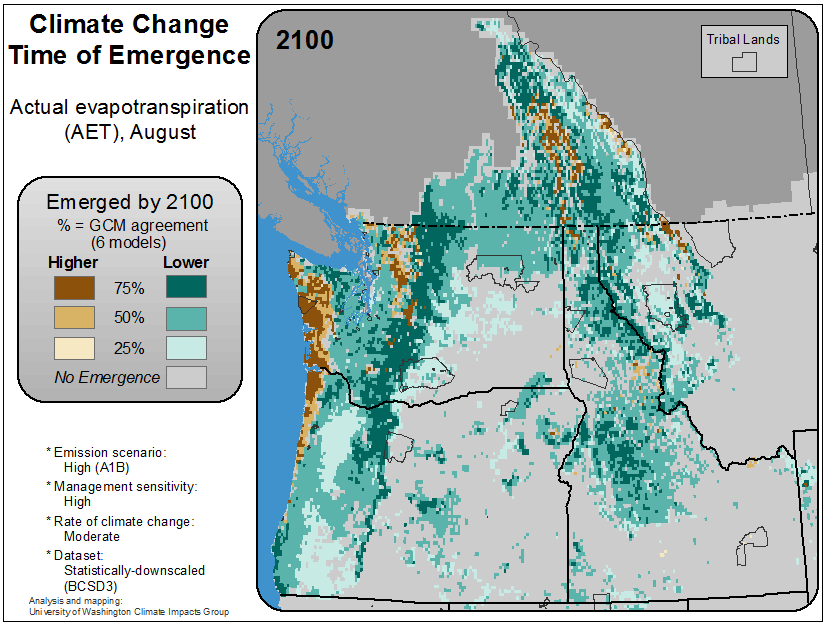 Climate Change
Time of Emergence
Actual evapotranspiration
(AET), August
Emerged by 2100
% = GCM agreement
(6 models)
Higher Lower
75%
50%
25%
No Emergence
* Emission scenario:
High (A1B)
* Management sensitivity:
High
* Rate of climate change:
Moderate
* Dataset:
Statistically-downscaled
(BCSD3)
Analysis and mapping:
University of Washington Climate Impacts Group
2100
Tribal Lands